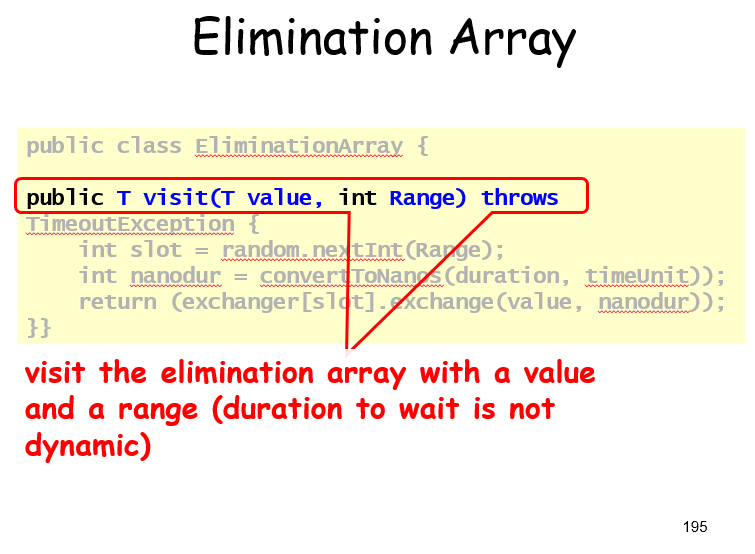 Elimination Array
public class EliminationArray {
public T visit(T value, int Range) throws
TimeoutException {
int slot = random.nextInt(Range);
int nanodur = convertToNanos(duration, timeUnit));
return (exchanger[slot].exchange(value, nanodur));
}}
visit the elimination array with a value
and a range (duration to wait is not
dynamic)
195